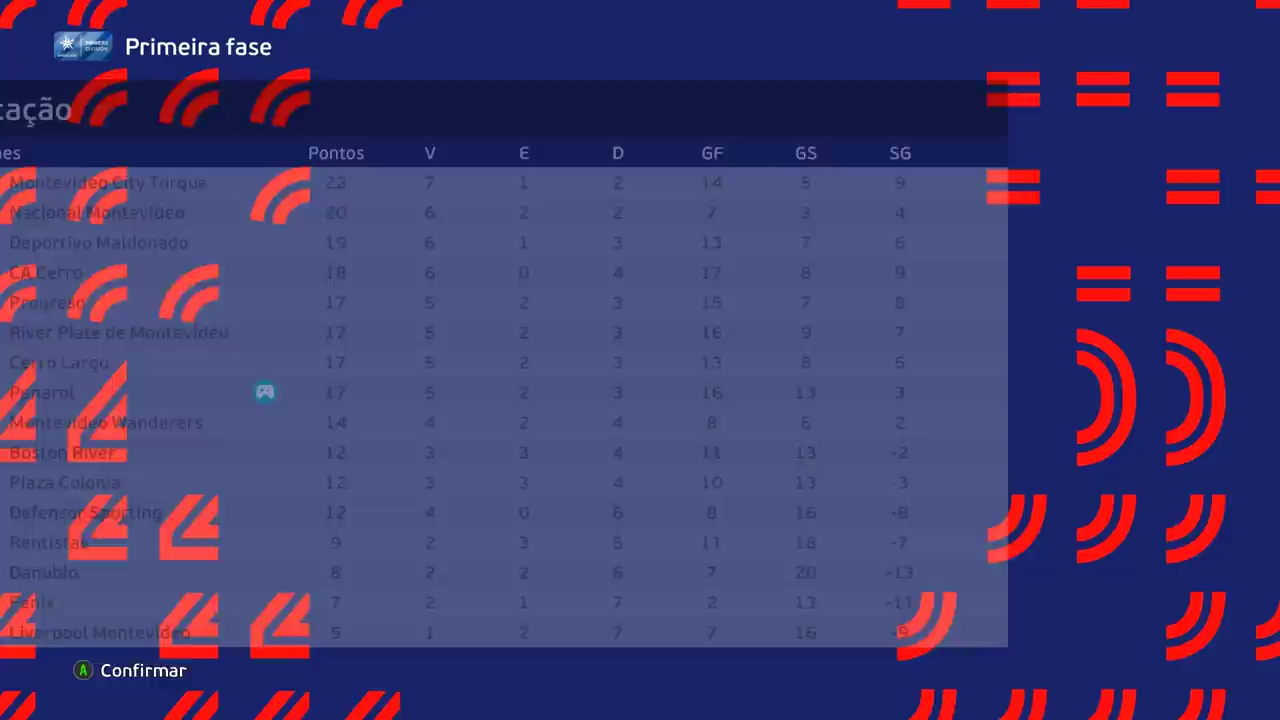 Primeira fase
tação
nes Pontos V E D GF GS SG
Montevideo City Torque 22 7 1 2 14 5 9
Nacional Montevideo 20 6 2 2 7 3 4
Deportivo Maldonado 19 6 1 3 13 7 6
CA Cerro 18 6 0 4 17 8 9
Progreso 17 5 2 3 15 7 8
River Plate de Montevideu 17 5 2 3 16 9 7
Cerro Largo 17 5 2 3 13 8 5
Peñarol 17 5 2 3 16 13 3
Montevideo Wanderers 14 4 2 4 8 6 2
Boston River 12 3 3 4 11 13 -2
Plaza Colonia 12 3 3 4 10 13 -3
Defensor Sporting 12 4 0 6 8 16 -8
Rentistas 9 2 3 5 11 18 -7
Danubio 8 2 2 6 7 20 -13
Fenix 7 2 1 7 2 13 -11
Liverpool Montevideo 5 1 2 7 7 16 -9
A Confirmar